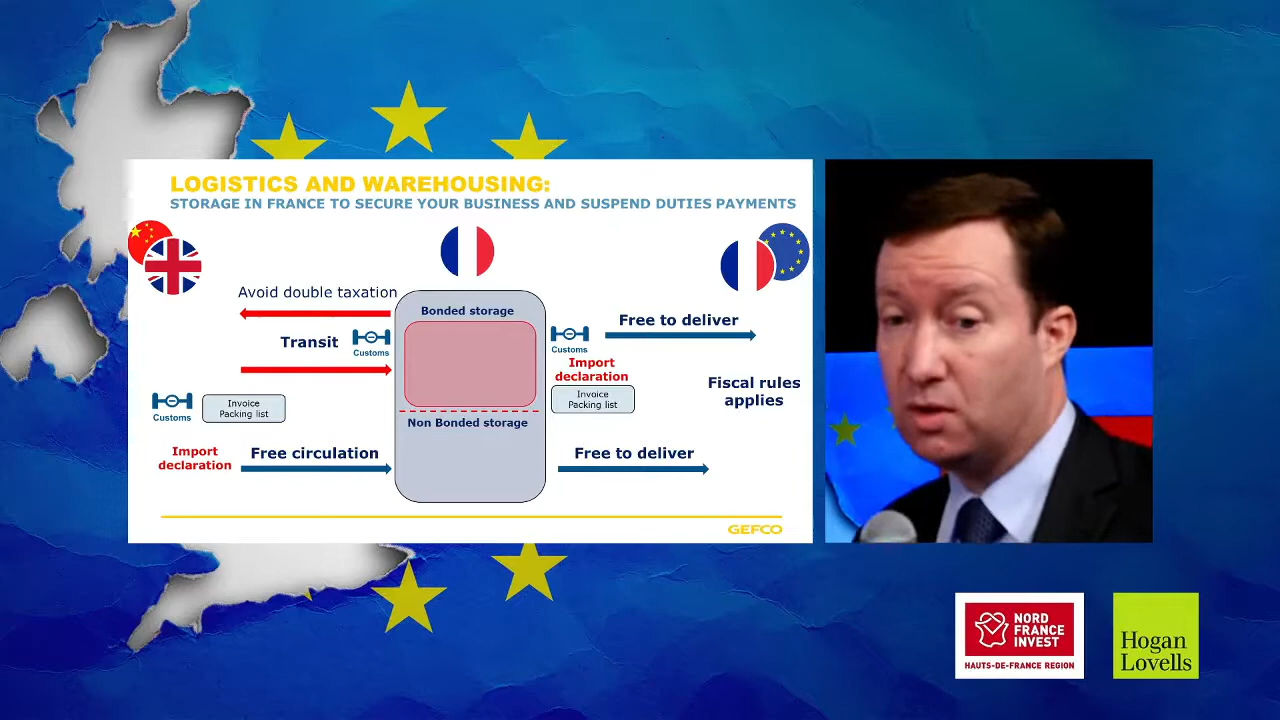 LOGISTICS AND WAREHOUSING:
STORAGE IN FRANCE TO SECURE YOUR BUSINESS AND SUSPEND DUTIES PAYMENTS
Avoid double taxation
Transit
Customs
Customs
Invoice
Packing list
Import
declaration
Free circulation
Bonded storage
Non Bonded storage
Customs
Import
declaration
Invoice
Packing list
Free to deliver
Fiscal rules
applies
Free to deliver
GEFCO
NORD
FRANCE
INVEST
HAUTS-DE-FRANCE REGION
Hogan
Lovells